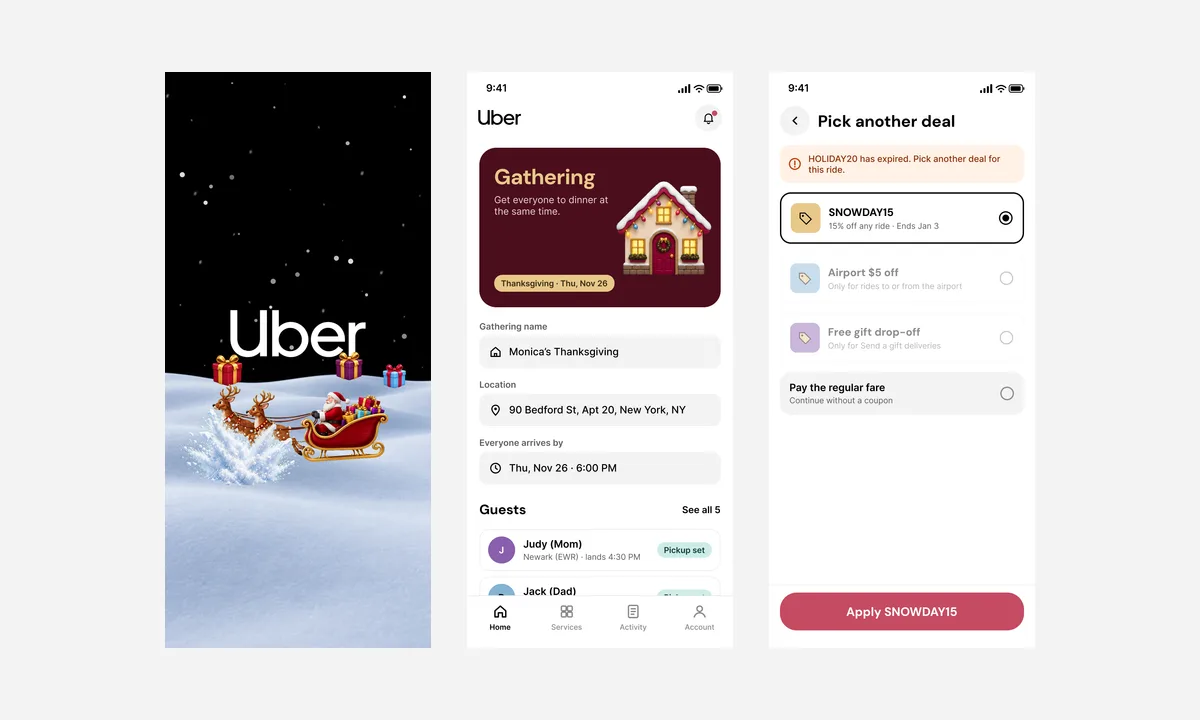 Uber
9:41
Uber
Gathering
Get everyone to dinner at
the same time.
Thanksgiving · Thu, Nov 26
Gathering name
Monica's Thanksgiving
Location
90 Bedford St, Apt 20, New York, NY
Everyone arrives by
Thu, Nov 26 · 6:00 PM
Guests
See all 5
J
Judy (Mom)
Newark (EWR) · lands 4:30 PM
Pickup set
Jack (Dad)
Home
Services
Activity
Account
9:41
Pick another deal
HOLIDAY20 has expired. Pick another deal for
this ride.
SNOWDAY15
15% off any ride · Ends Jan 3
Airport $5 off
Only for rides to or from the airport
Free gift drop-off
Only for Send a gift deliveries
Pay the regular fare
Continue without a coupon
Apply SNOWDAY15